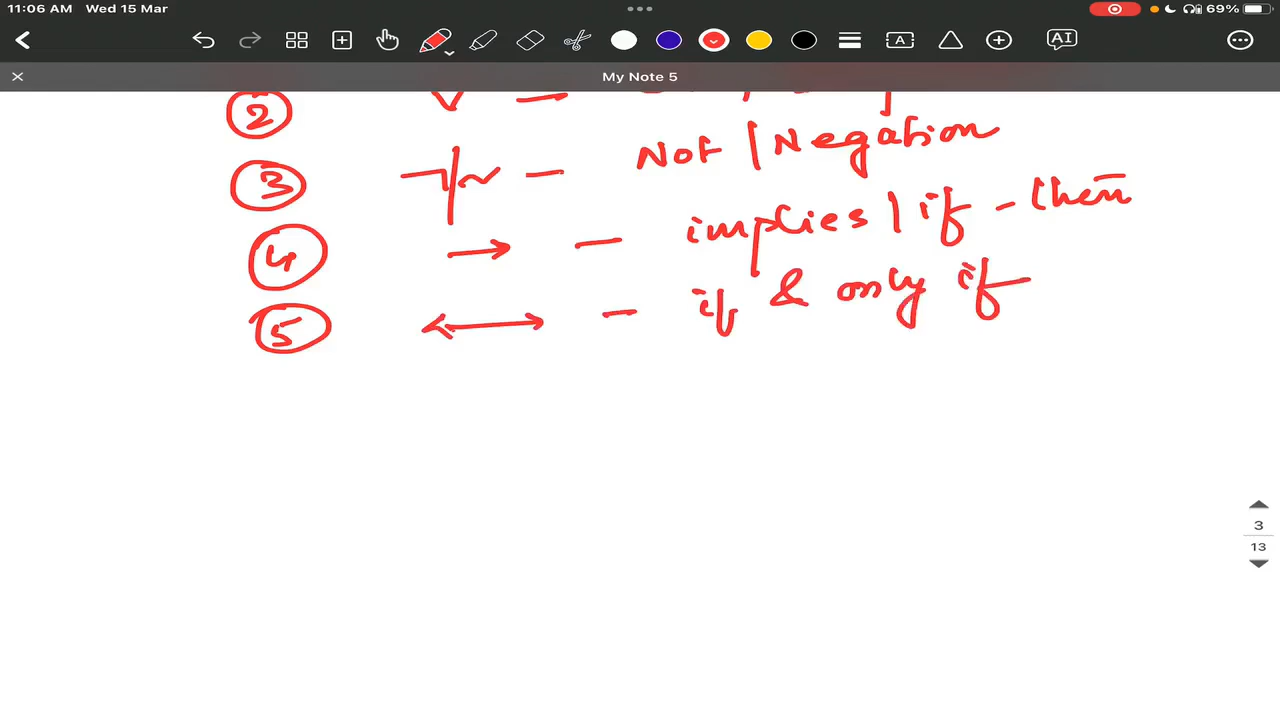 11:06 AM Wed 15 Mar 69%
AI
My Note 5
2 ∨ —
3 ¬ | ~ — Not | Negation
4 → — implies | if - then
5 ↔ — if & only if
3
13